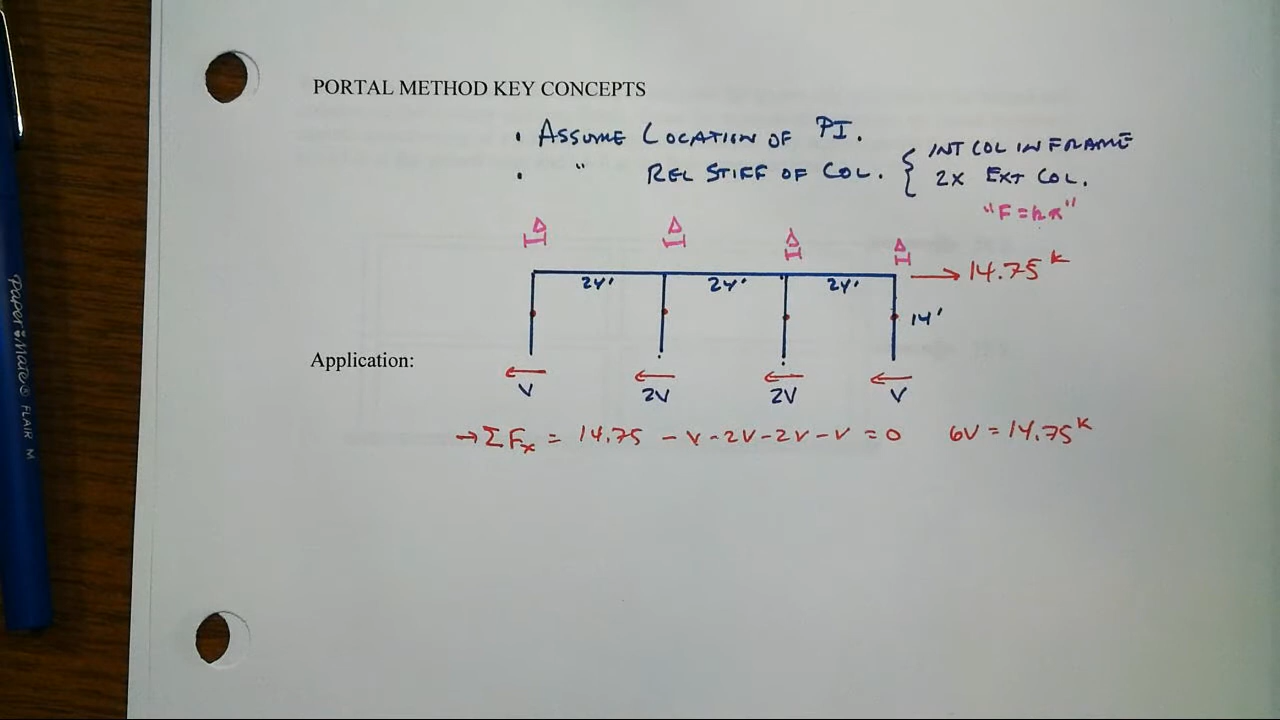 PORTAL METHOD KEY CONCEPTS
• ASSUME LOCATION OF PI.
• " REL STIFF OF COL. { INT COL IN FRAME
2X EXT COL.
"F=kx"
Δ Δ Δ Δ
24' 24' 24' → 14.75ᵏ
14'
Application:
V 2V 2V V
→ΣFx = 14.75 - V - 2V - 2V - V = 0 6V = 14.75ᵏ
Paper Mate® FLAIR M